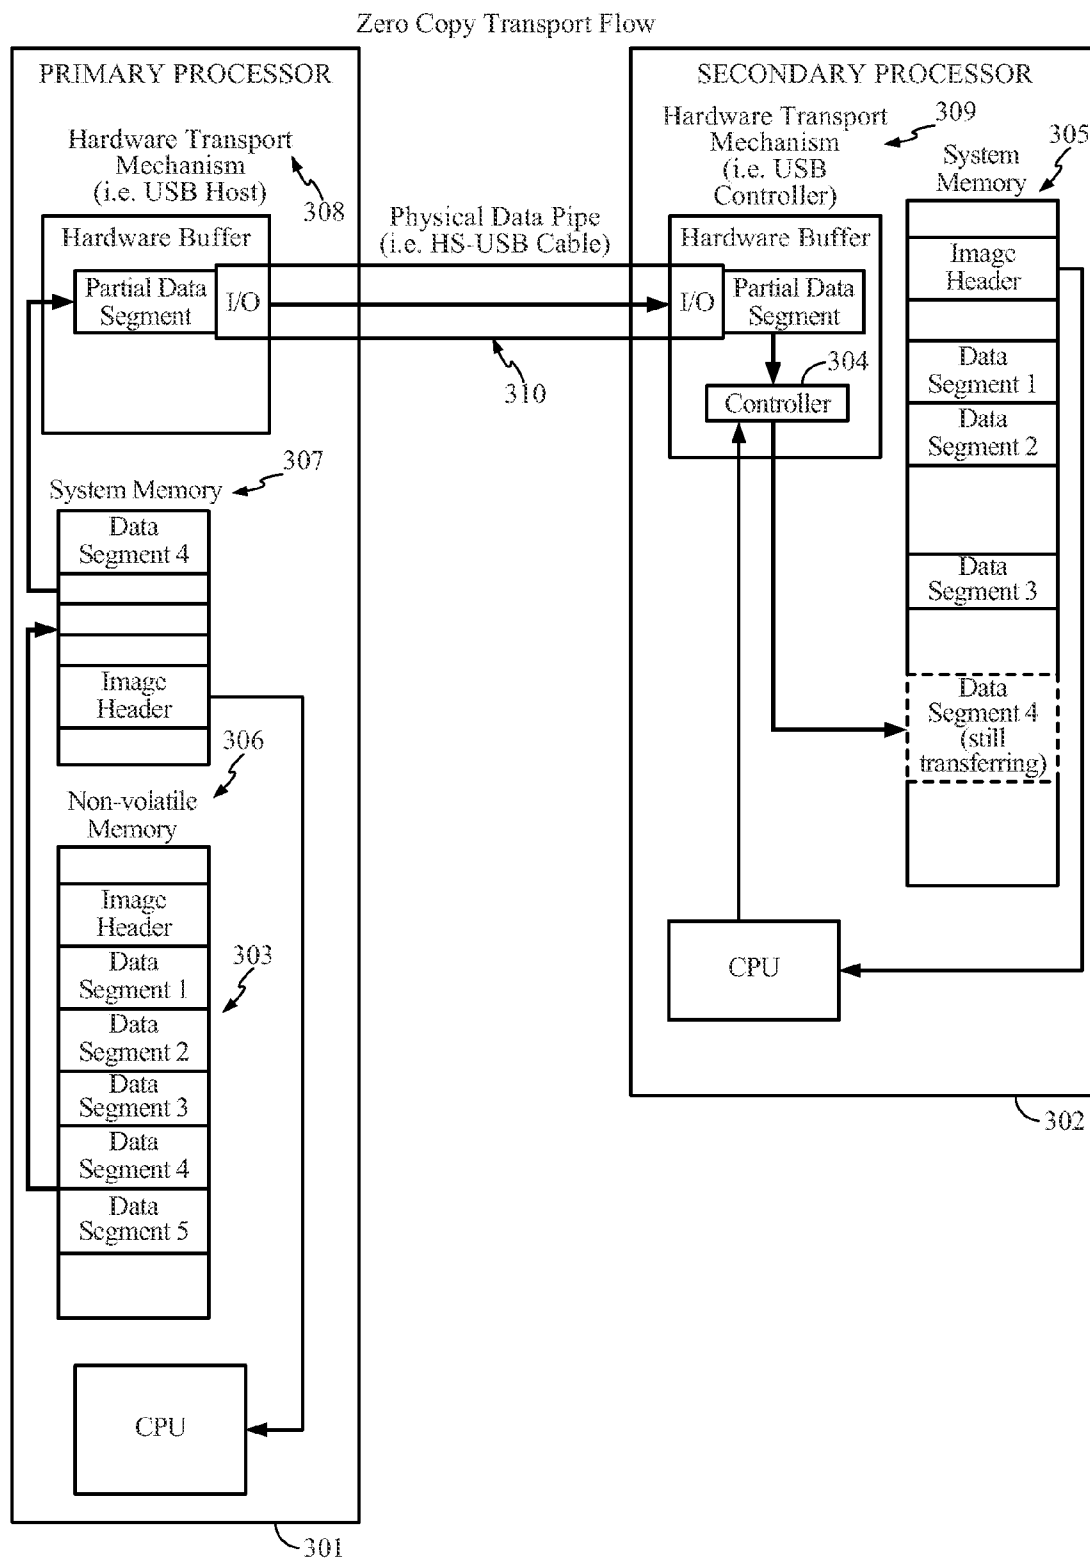 Zero Copy Transport Flow
PRIMARY PROCESSOR
Hardware Transport
Mechanism
(i.e. USB Host)
308
Hardware Buffer
Partial Data
Segment
I/O
Physical Data Pipe
(i.e. HS-USB Cable)
310
System Memory
307
Data
Segment 4
Image
Header
306
Non-volatile
Memory
Image
Header
303
Data
Segment 1
Data
Segment 2
Data
Segment 3
Data
Segment 4
Data
Segment 5
CPU
301
SECONDARY PROCESSOR
Hardware Transport
Mechanism
(i.e. USB
Controller)
309
Hardware Buffer
I/O
Partial Data
Segment
304
Controller
305
System
Memory
Image
Header
Data
Segment 1
Data
Segment 2
Data
Segment 3
Data
Segment 4
(still
transferring)
CPU
302